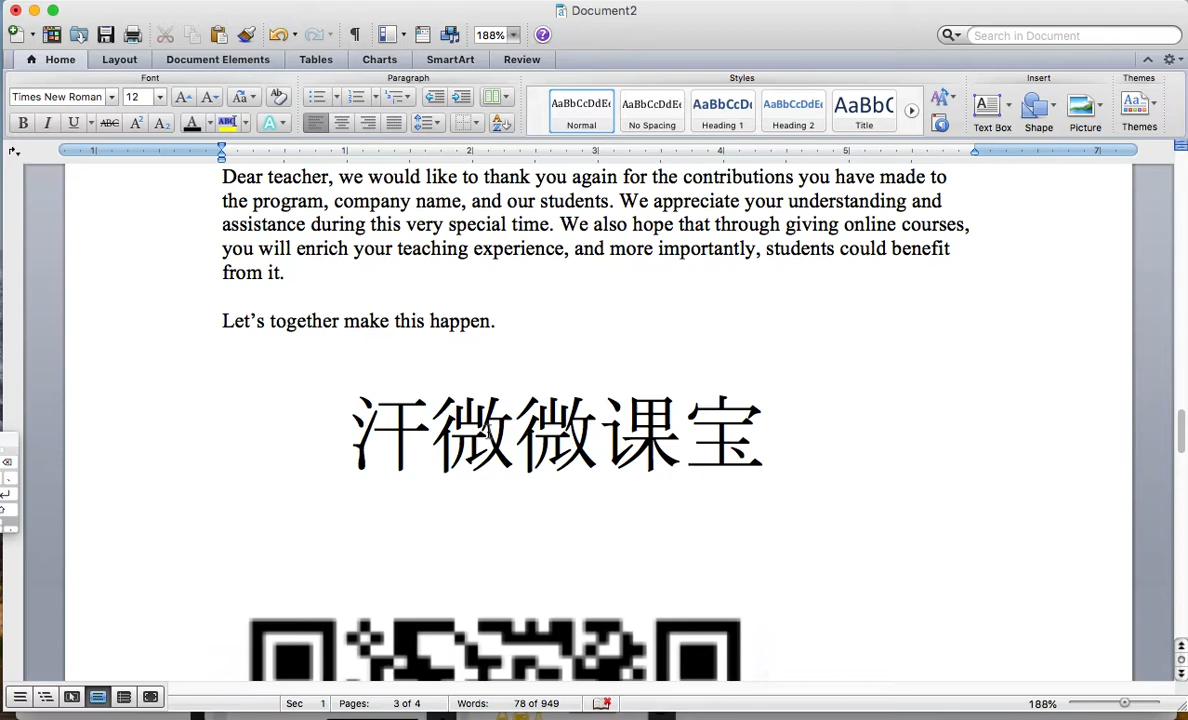 Document2
188%
Search in Document
Home Layout Document Elements Tables Charts SmartArt Review
Font Paragraph Styles Insert Themes
Times New Roman 12
AaBbCcDdEe AaBbCcDdEe AaBbCcDc AaBbCcDdEe AaBbC
Normal No Spacing Heading 1 Heading 2 Title
Text Box Shape Picture Themes
Dear teacher, we would like to thank you again for the contributions you have made to
the program, company name, and our students. We appreciate your understanding and
assistance during this very special time. We also hope that through giving online courses,
you will enrich your teaching experience, and more importantly, students could benefit
from it.
Let’s together make this happen.
汗微微课宝
Sec 1 Pages: 3 of 4 Words: 78 of 949 188%